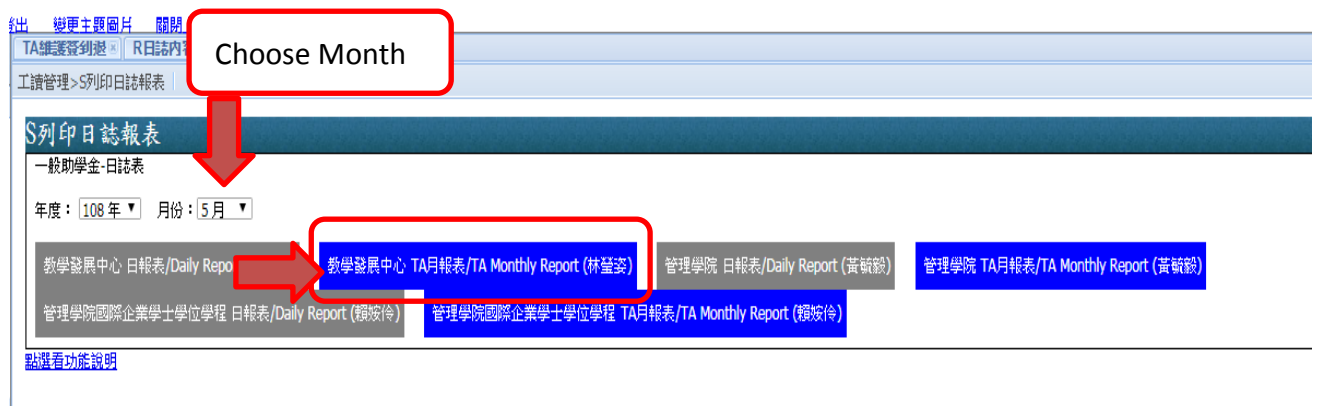 出 變更主題圖片 關閉
Choose Month
TA維護簽到退 R日誌內容
工讀管理>S列印日誌報表
S列印日誌報表
一般助學金-日誌表
年度: 108 年 月份: 5月
教學發展中心 日報表/Daily Repo 教學發展中心 TA月報表/TA Monthly Report (林瑩姿) 管理學院 日報表/Daily Report (黃毓毅) 管理學院 TA月報表/TA Monthly Report (黃毓毅)
管理學院國際企業學士學位學程 日報表/Daily Report (賴姲伶) 管理學院國際企業學士學位學程 TA月報表/TA Monthly Report (賴姲伶)
點選看功能說明